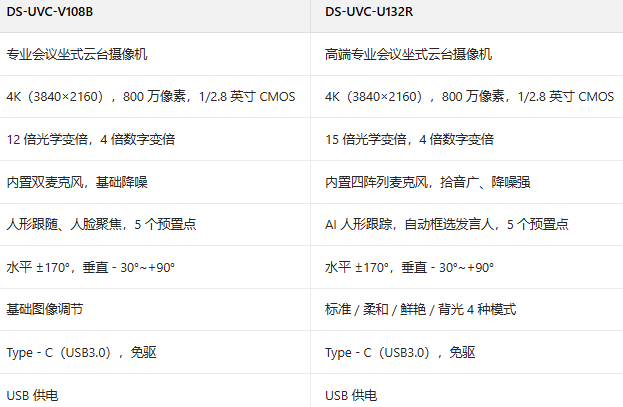 DS-UVC-V108B DS-UVC-U132R
专业会议坐式云台摄像机 高端专业会议坐式云台摄像机
4K（3840×2160），800 万像素，1/2.8 英寸 CMOS 4K（3840×2160），800 万像素，1/2.8 英寸 CMOS
12 倍光学变倍，4 倍数字变倍 15 倍光学变倍，4 倍数字变倍
内置双麦克风，基础降噪 内置四阵列麦克风，拾音广、降噪强
人形跟随、人脸聚焦，5 个预置点 AI 人形跟踪，自动框选发言人，5 个预置点
水平 ±170°，垂直 - 30°~+90° 水平 ±170°，垂直 - 30°~+90°
基础图像调节 标准 / 柔和 / 鲜艳 / 背光 4 种模式
Type - C（USB3.0），免驱 Type - C（USB3.0），免驱
USB 供电 USB 供电